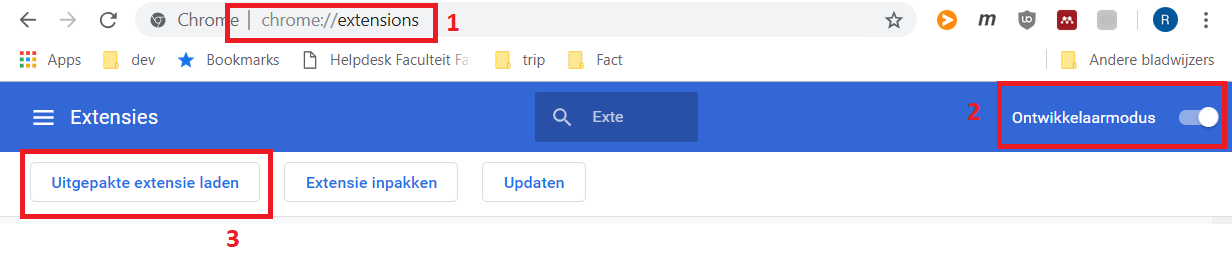 Chrome | chrome://extensions 1
m UD R
Apps dev Bookmarks Helpdesk Faculteit Fa trip Fact Andere bladwijzers
Extensies Exte 2 Ontwikkelaarmodus
Uitgepakte extensie laden Extensie inpakken Updaten
3